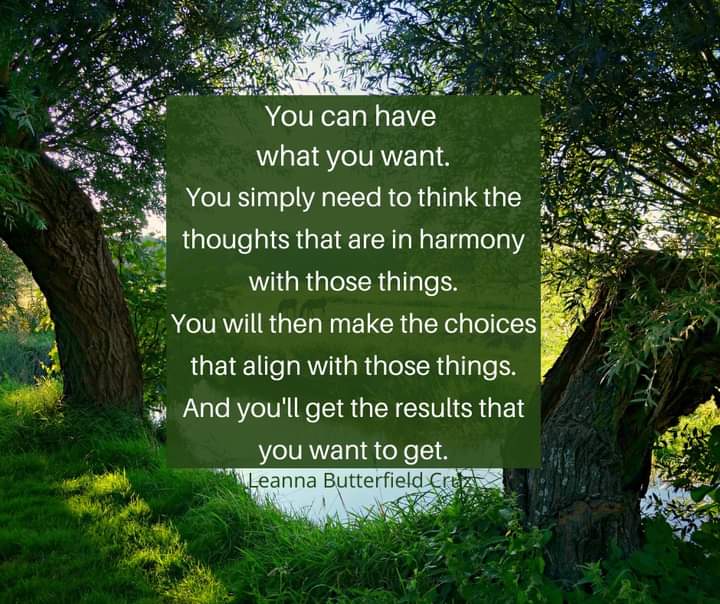 You can have
what you want.
You simply need to think the
thoughts that are in harmony
with those things.
You will then make the choices
that align with those things.
And you'll get the results that
you want to get.
Leanna Butterfield Cruz